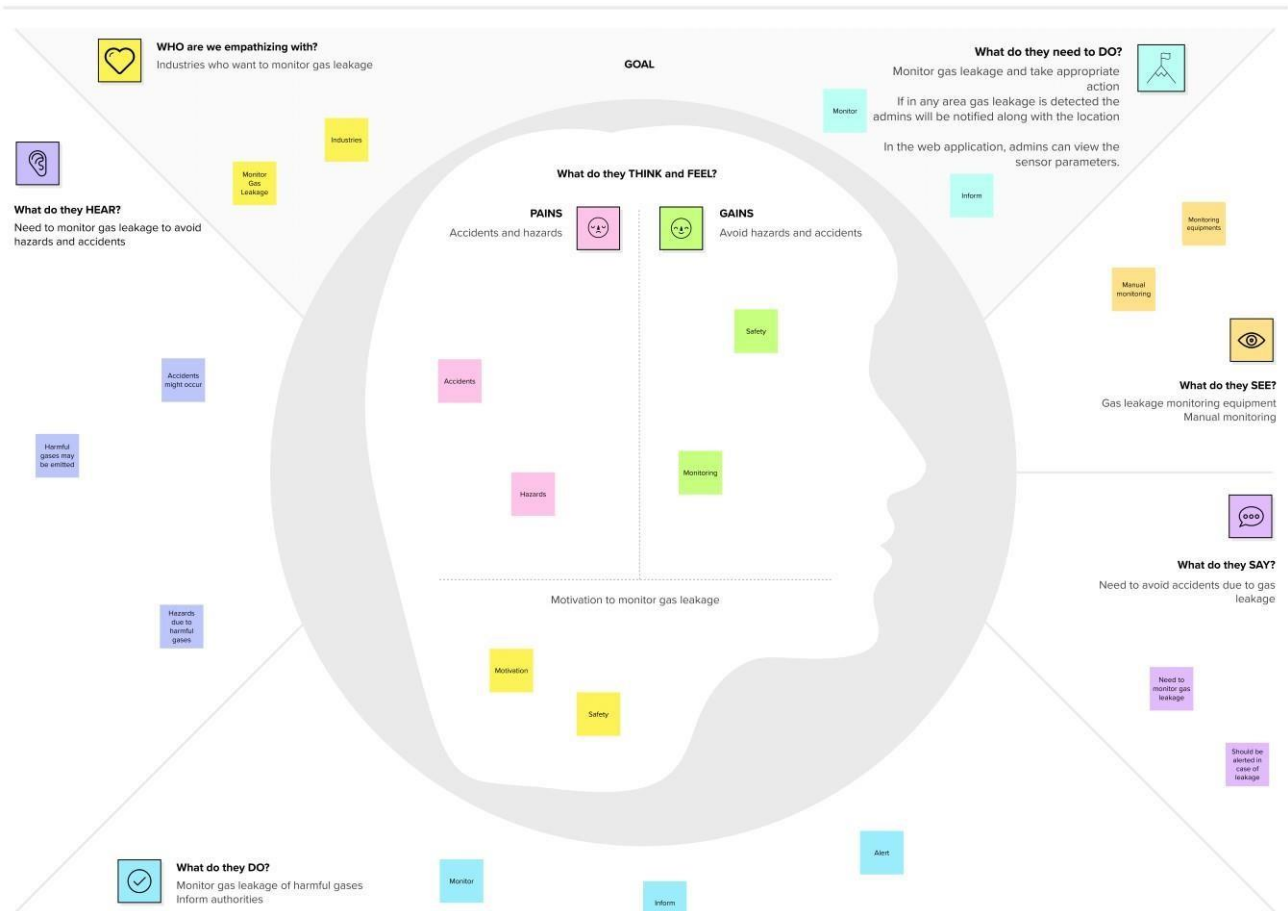 WHO are we empathizing with?
Industries who want to monitor gas leakage
Industries
Monitor
Gas
Leakage
GOAL
What do they need to DO?
Monitor gas leakage and take appropriate
action
If in any area gas leakage is detected the
admins will be notified along with the location
In the web application, admins can view the
sensor parameters.
Monitor
Inform
What do they HEAR?
Need to monitor gas leakage to avoid
hazards and accidents
Accidents
might occur
Harmful
gases may
be emitted
Hazards
due to
harmful
gases
What do they THINK and FEEL?
PAINS
Accidents and hazards
Accidents
Hazards
GAINS
Avoid hazards and accidents
Safety
Monitoring
Motivation to monitor gas leakage
Motivation
Safety
Monitoring
equipments
Manual
monitoring
What do they SEE?
Gas leakage monitoring equipment
Manual monitoring
What do they SAY?
Need to avoid accidents due to gas
leakage
Need to
monitor gas
leakage
Should be
alerted in
case of
leakage
What do they DO?
Monitor gas leakage of harmful gases
Inform authorities
Monitor
Inform
Alert